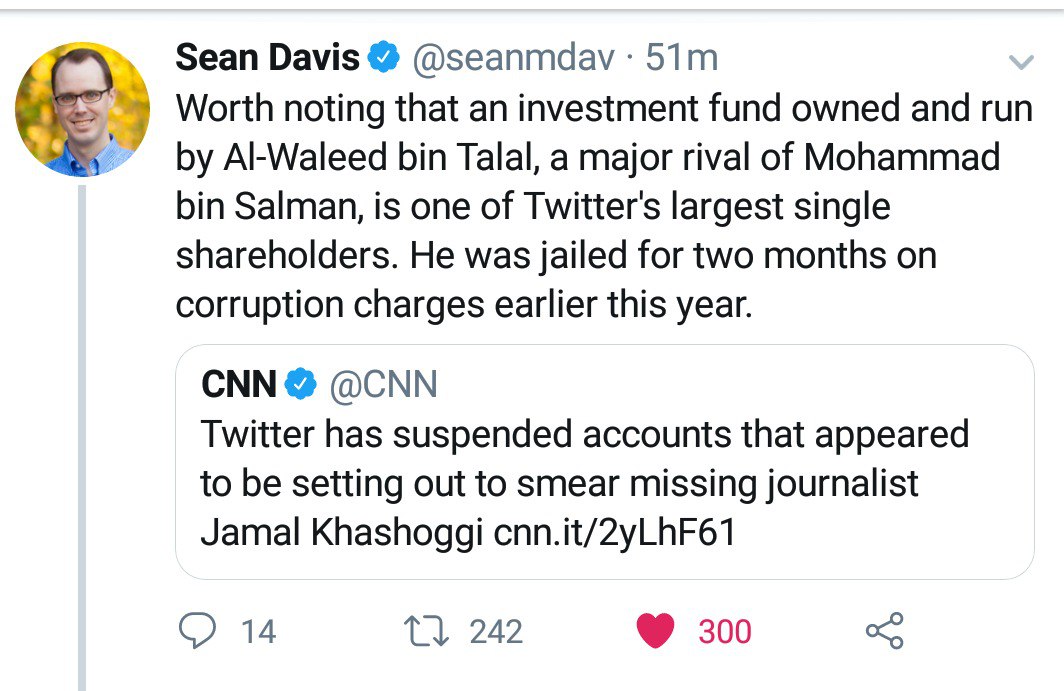 Sean Davis @seanmdav · 51m
Worth noting that an investment fund owned and run
by Al-Waleed bin Talal, a major rival of Mohammad
bin Salman, is one of Twitter's largest single
shareholders. He was jailed for two months on
corruption charges earlier this year.
CNN @CNN
Twitter has suspended accounts that appeared
to be setting out to smear missing journalist
Jamal Khashoggi cnn.it/2yLhF61
14 242 300